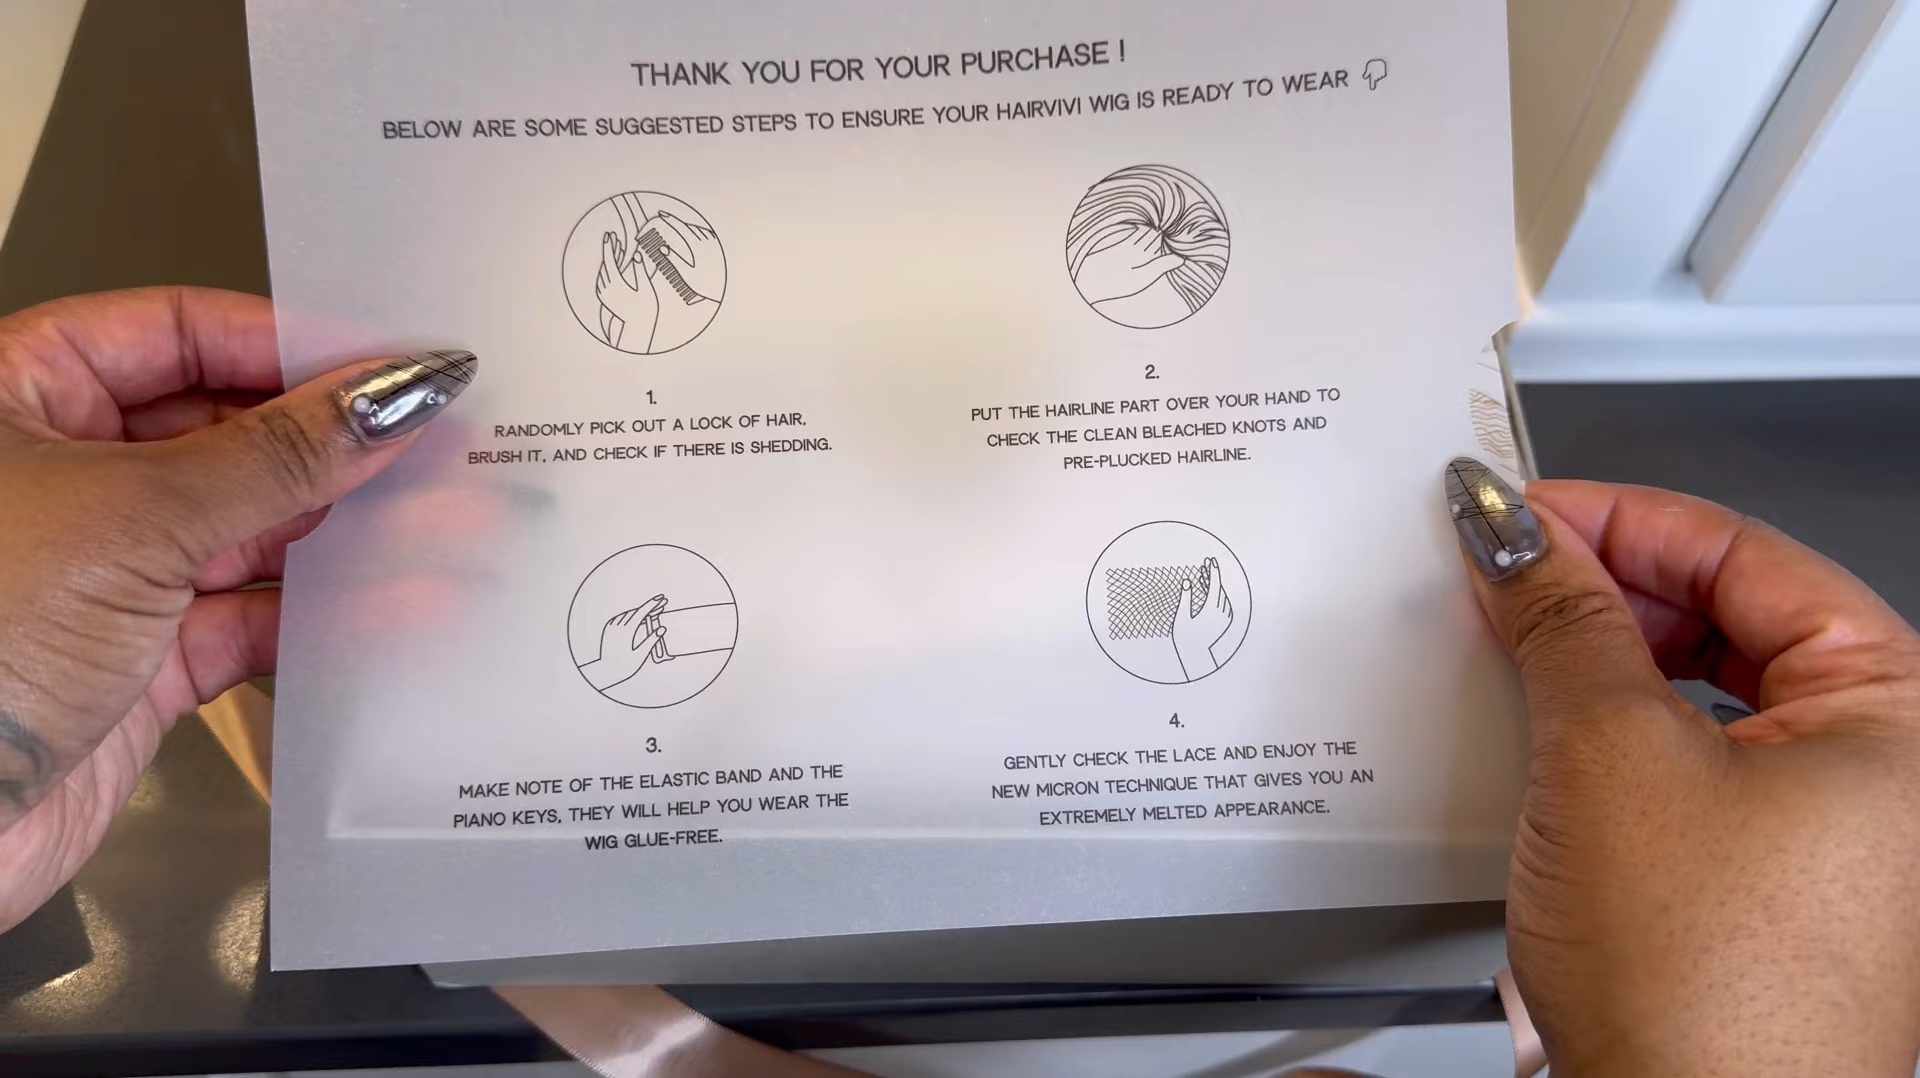 THANK YOU FOR YOUR PURCHASE !
BELOW ARE SOME SUGGESTED STEPS TO ENSURE YOUR HAIRVIVI WIG IS READY TO WEAR
1.
RANDOMLY PICK OUT A LOCK OF HAIR,
BRUSH IT, AND CHECK IF THERE IS SHEDDING.
2.
PUT THE HAIRLINE PART OVER YOUR HAND TO
CHECK THE CLEAN BLEACHED KNOTS AND
PRE-PLUCKED HAIRLINE.
3.
MAKE NOTE OF THE ELASTIC BAND AND THE
PIANO KEYS, THEY WILL HELP YOU WEAR THE
WIG GLUE-FREE.
4.
GENTLY CHECK THE LACE AND ENJOY THE
NEW MICRON TECHNIQUE THAT GIVES YOU AN
EXTREMELY MELTED APPEARANCE.